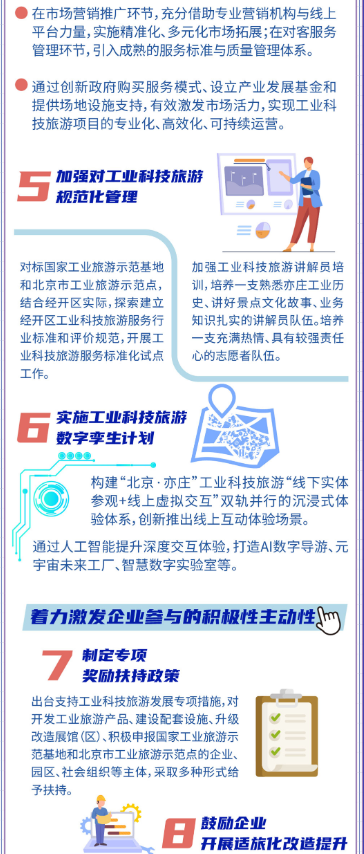 在市场营销推广环节，充分借助专业营销机构与线上
平台力量，实施精准化、多元化市场拓展；在对客服务
管理环节，引入成熟的服务标准与质量管理体系。
通过创新政府购买服务模式、设立产业发展基金和
提供场地设施支持，有效激发市场活力，实现工业科
技旅游项目的专业化、高效化、可持续运营。
5 加强对工业科技旅游
规范化管理
对标国家工业旅游示范基地
和北京市工业旅游示范点，
结合经开区实际，探索建立
经开区工业科技旅游服务行
业标准和评价规范，开展工
业科技旅游服务标准化试点
工作。
加强工业科技旅游讲解员培
训，培养一支熟悉亦庄工业历
史、讲好景点文化故事、业务
知识扎实的讲解员队伍。培养
一支充满热情、具有较强责任
心的志愿者队伍。
6 实施工业科技旅游
数字孪生计划
构建“北京·亦庄”工业科技旅游“线下实体
参观+线上虚拟交互”双轨并行的沉浸式体
验体系，创新推出线上互动体验场景。
通过人工智能提升深度交互体验，打造AI数字导游、元
宇宙未来工厂、智慧数字实验室等。
着力激发企业参与的积极性主动性
7 制定专项
奖励扶持政策
出台支持工业科技旅游发展专项措施，对
开发工业旅游产品、建设配套设施、升级
改造展馆（区）、积极申报国家工业旅游示
范基地和北京市工业旅游示范点的企业、
园区、社会组织等主体，采取多种形式给
予扶持。
8 鼓励企业
开展适旅化改造提升